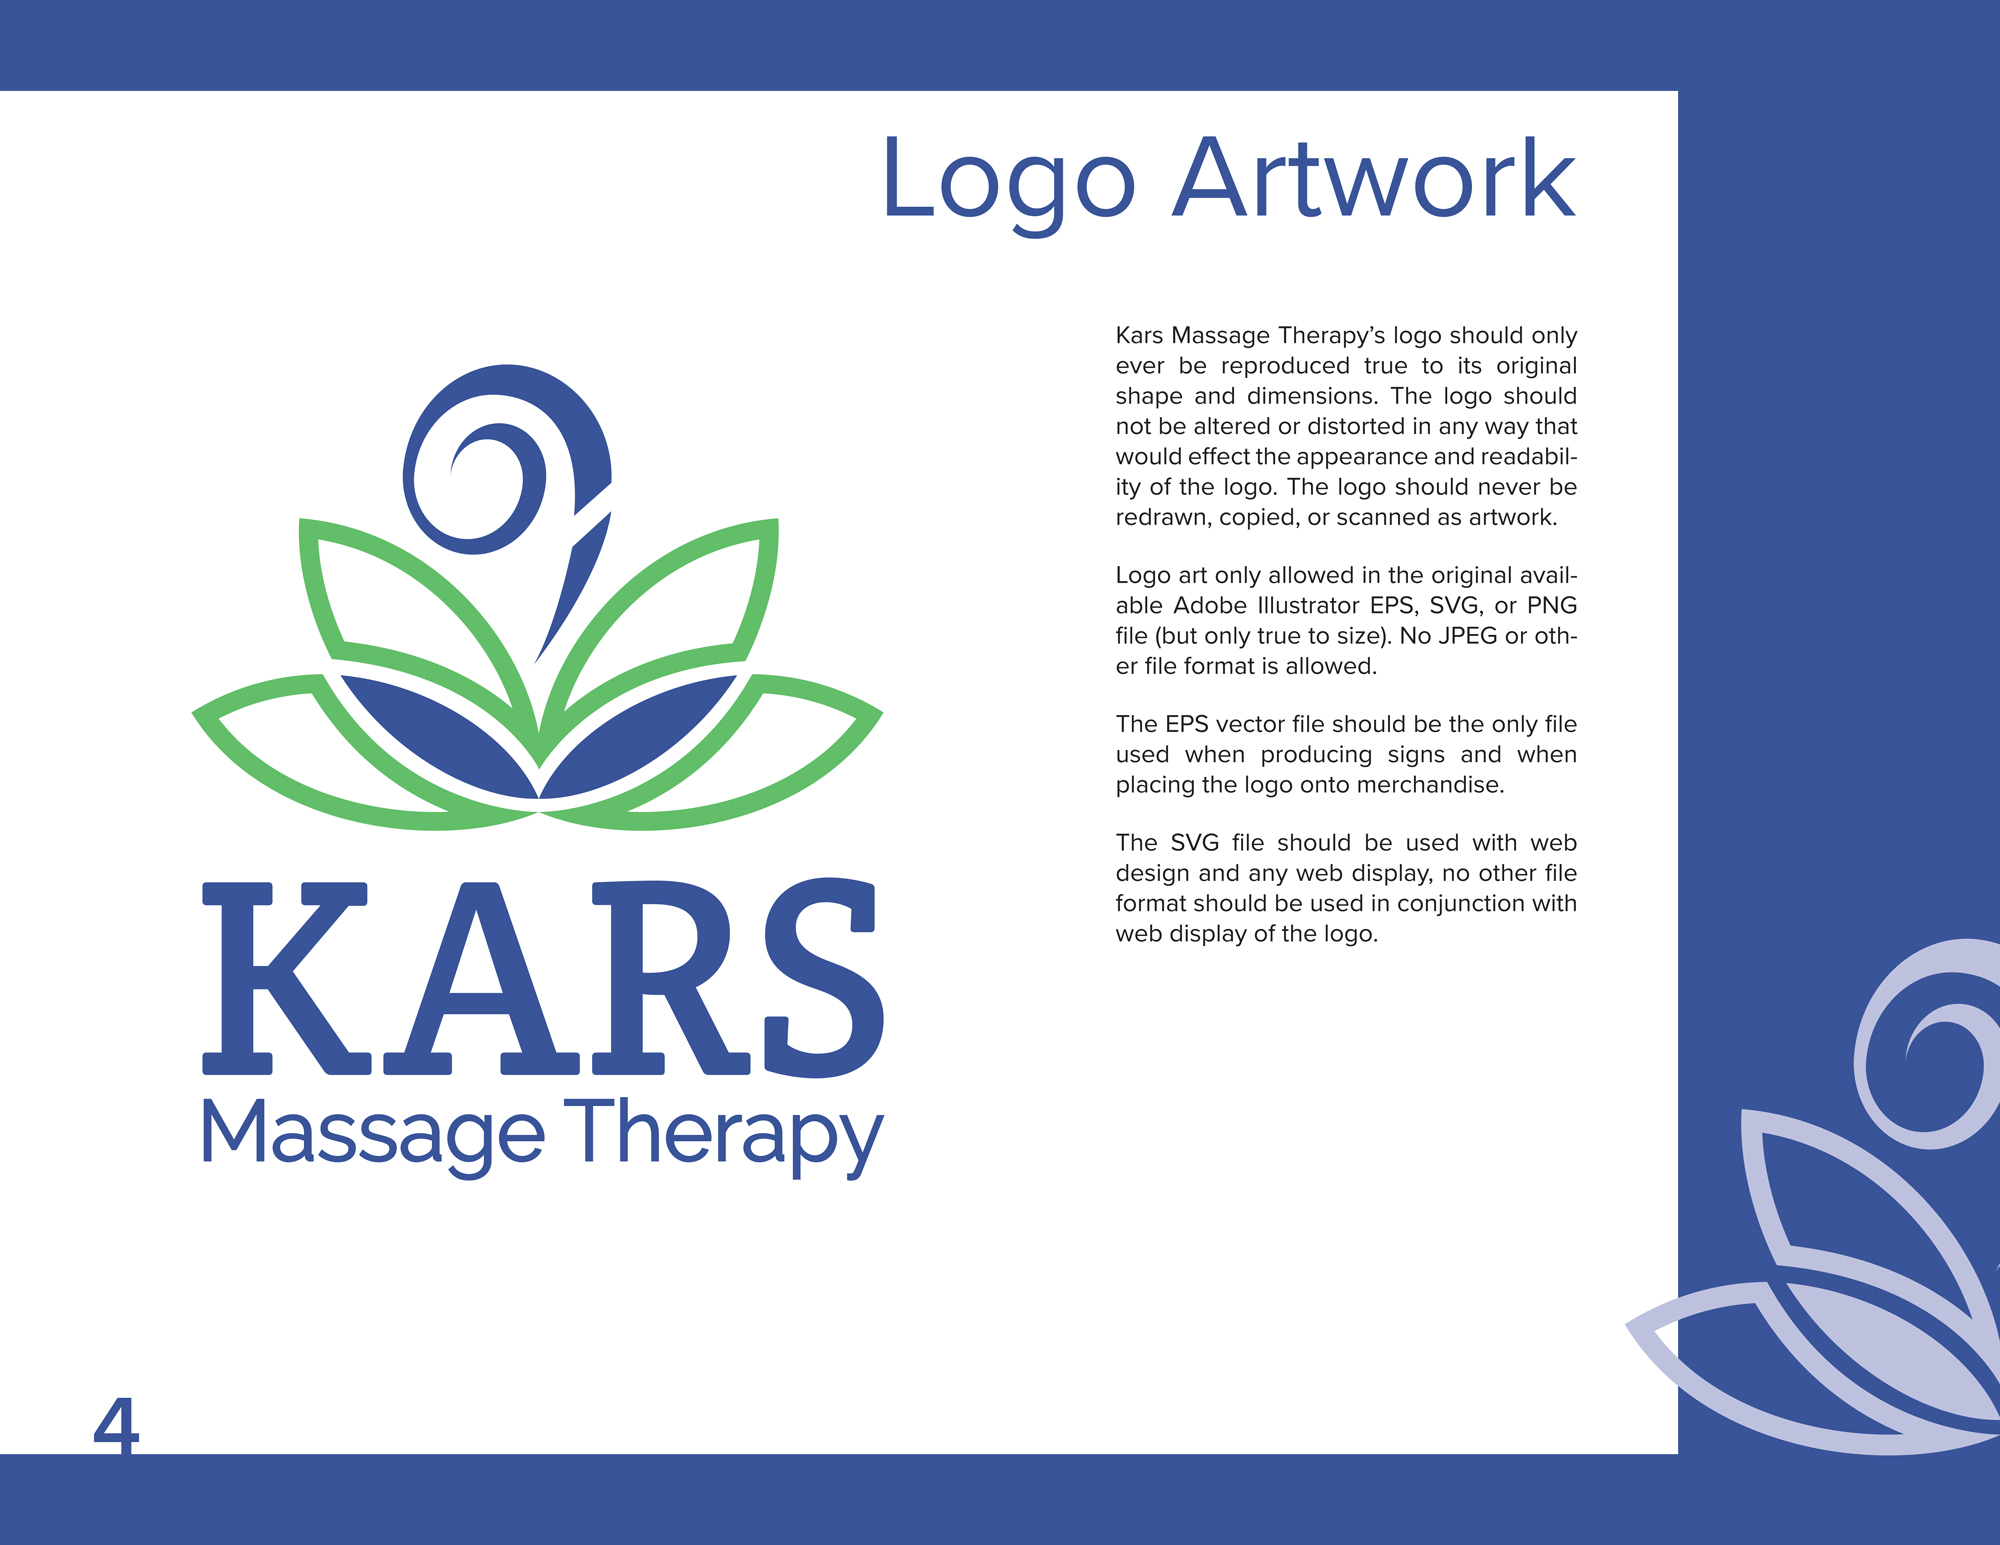 Logo Artwork
Kars Massage Therapy’s logo should only
ever be reproduced true to its original
shape and dimensions. The logo should
not be altered or distorted in any way that
would effect the appearance and readabil-
ity of the logo. The logo should never be
redrawn, copied, or scanned as artwork.
Logo art only allowed in the original avail-
able Adobe Illustrator EPS, SVG, or PNG
file (but only true to size). No JPEG or oth-
er file format is allowed.
The EPS vector file should be the only file
used when producing signs and when
placing the logo onto merchandise.
The SVG file should be used with web
design and any web display, no other file
format should be used in conjunction with
web display of the logo.
KARS
Massage Therapy
4